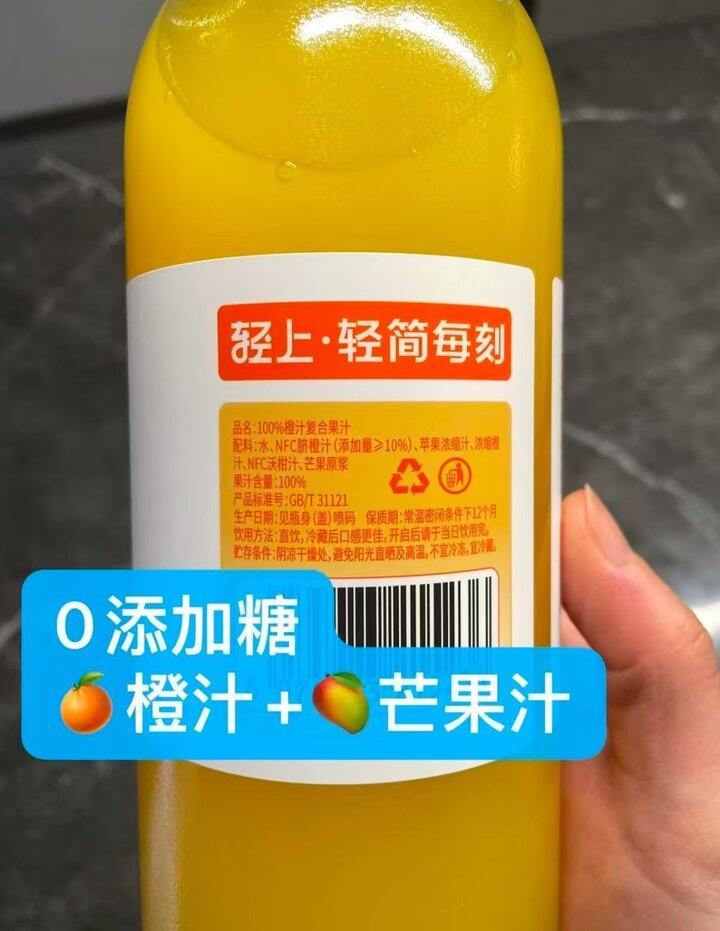 轻上·轻简每刻
品名:100%橙汁复合果汁
配料:水、NFC脐橙汁(添加量≥10%)、苹果浓缩汁、浓缩橙
汁、NFC沃柑汁、芒果原浆
果汁含量:100%
产品标准号:GB/T 31121
生产日期:见瓶身(盖)喷码 保质期:常温密闭条件下12个月
饮用方法:直饮,冷藏后口感更佳,开启后请于当日饮用完。
贮存条件:阴凉干燥处,避免阳光直晒及高温,不宜冷冻,宜冷藏。
0添加糖
🍊橙汁+🥭芒果汁